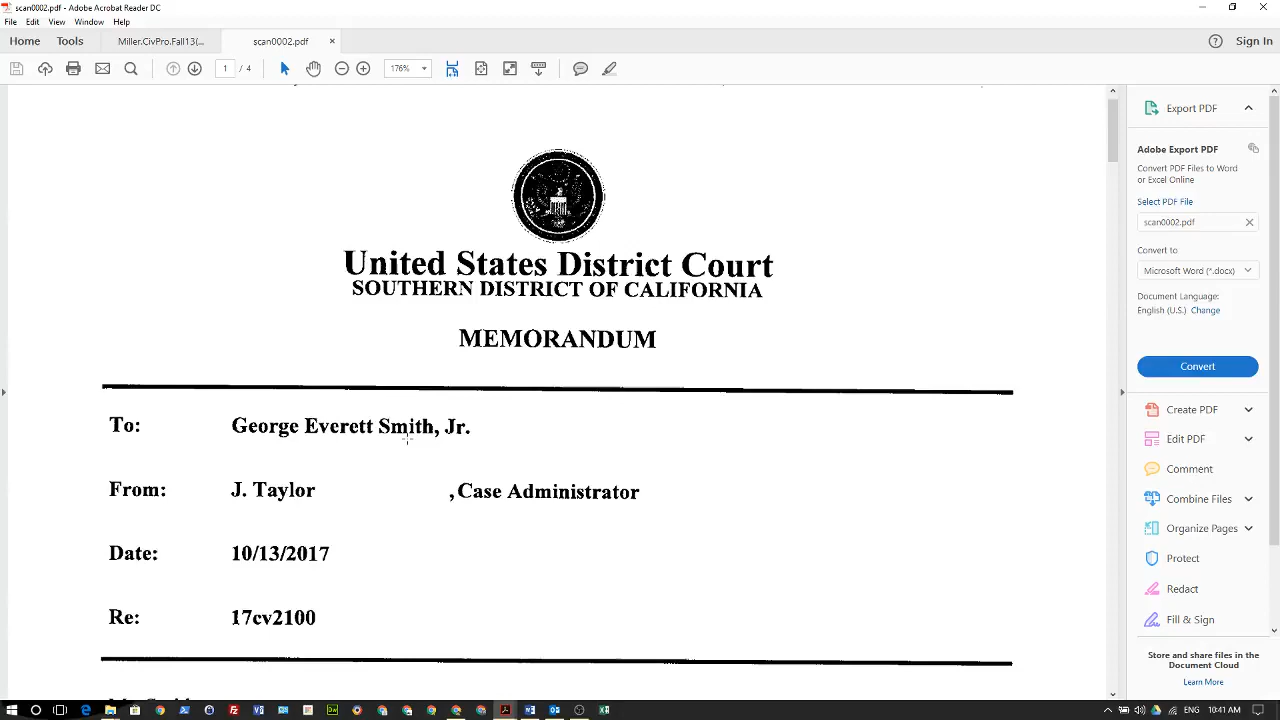 scan0002.pdf - Adobe Acrobat Reader DC
File Edit View Window Help
Home Tools Miller.CivPro.Fall13(... scan0002.pdf × Sign In
1 / 4 176%
Export PDF
Adobe Export PDF
Convert PDF Files to Word
or Excel Online
Select PDF File
scan0002.pdf
Convert to
Microsoft Word (*.docx)
Document Language:
English (U.S.) Change
Convert
Create PDF
Edit PDF
Comment
Combine Files
Organize Pages
Protect
Redact
Fill & Sign
Store and share files in the
Document Cloud
Learn More
United States District Court
SOUTHERN DISTRICT OF CALIFORNIA
MEMORANDUM
To: George Everett Smith, Jr.
From: J. Taylor , Case Administrator
Date: 10/13/2017
Re: 17cv2100
10:41 AM